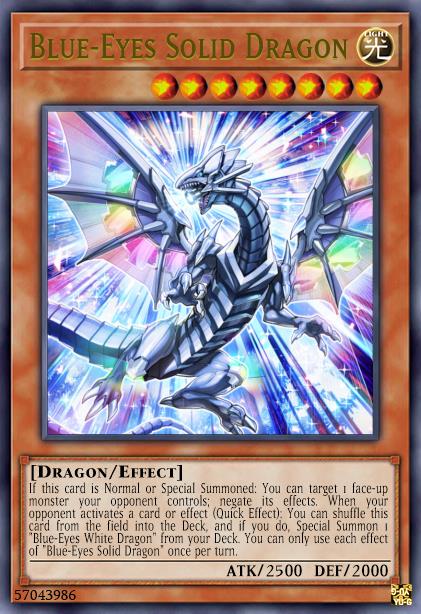 BLUE-EYES SOLID DRAGON
LIGHT
光
[DRAGON/EFFECT]
If this card is Normal or Special Summoned: You can target 1 face-up
monster your opponent controls; negate its effects. When your
opponent activates a card or effect (Quick Effect): You can shuffle
this card from the field into the Deck, and if you do, Special Summon 1
"Blue-Eyes White Dragon" from your Deck. You can only use each effect
of "Blue-Eyes Solid Dragon" once per turn.
ATK/2500 DEF/2000
57043986